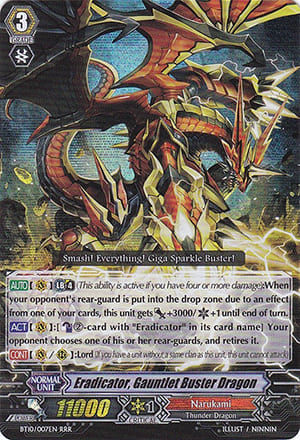 3
GRADE
Smash! Everything! Giga Sparkle Buster!
AUTO (V) LB4 (This ability is active if you have four or more damage):When
your opponent's rear-guard is put into the drop zone due to an effect
from one of your cards, this unit gets +3000/ +1 until end of turn.
ACT (V): [ 2-card with "Eradicator" in its card name] Your
opponent chooses one of his or her rear-guards, and retires it.
CONT (V/R):Lord (If you have a unit without a same clan as this unit, this unit cannot attack)
NORMAL UNIT
Eradicator, Gauntlet Buster Dragon
11000
1
CRITICAL
Narukami
Thunder Dragon
BT10/007EN RRR
ILLUST / NINNIN